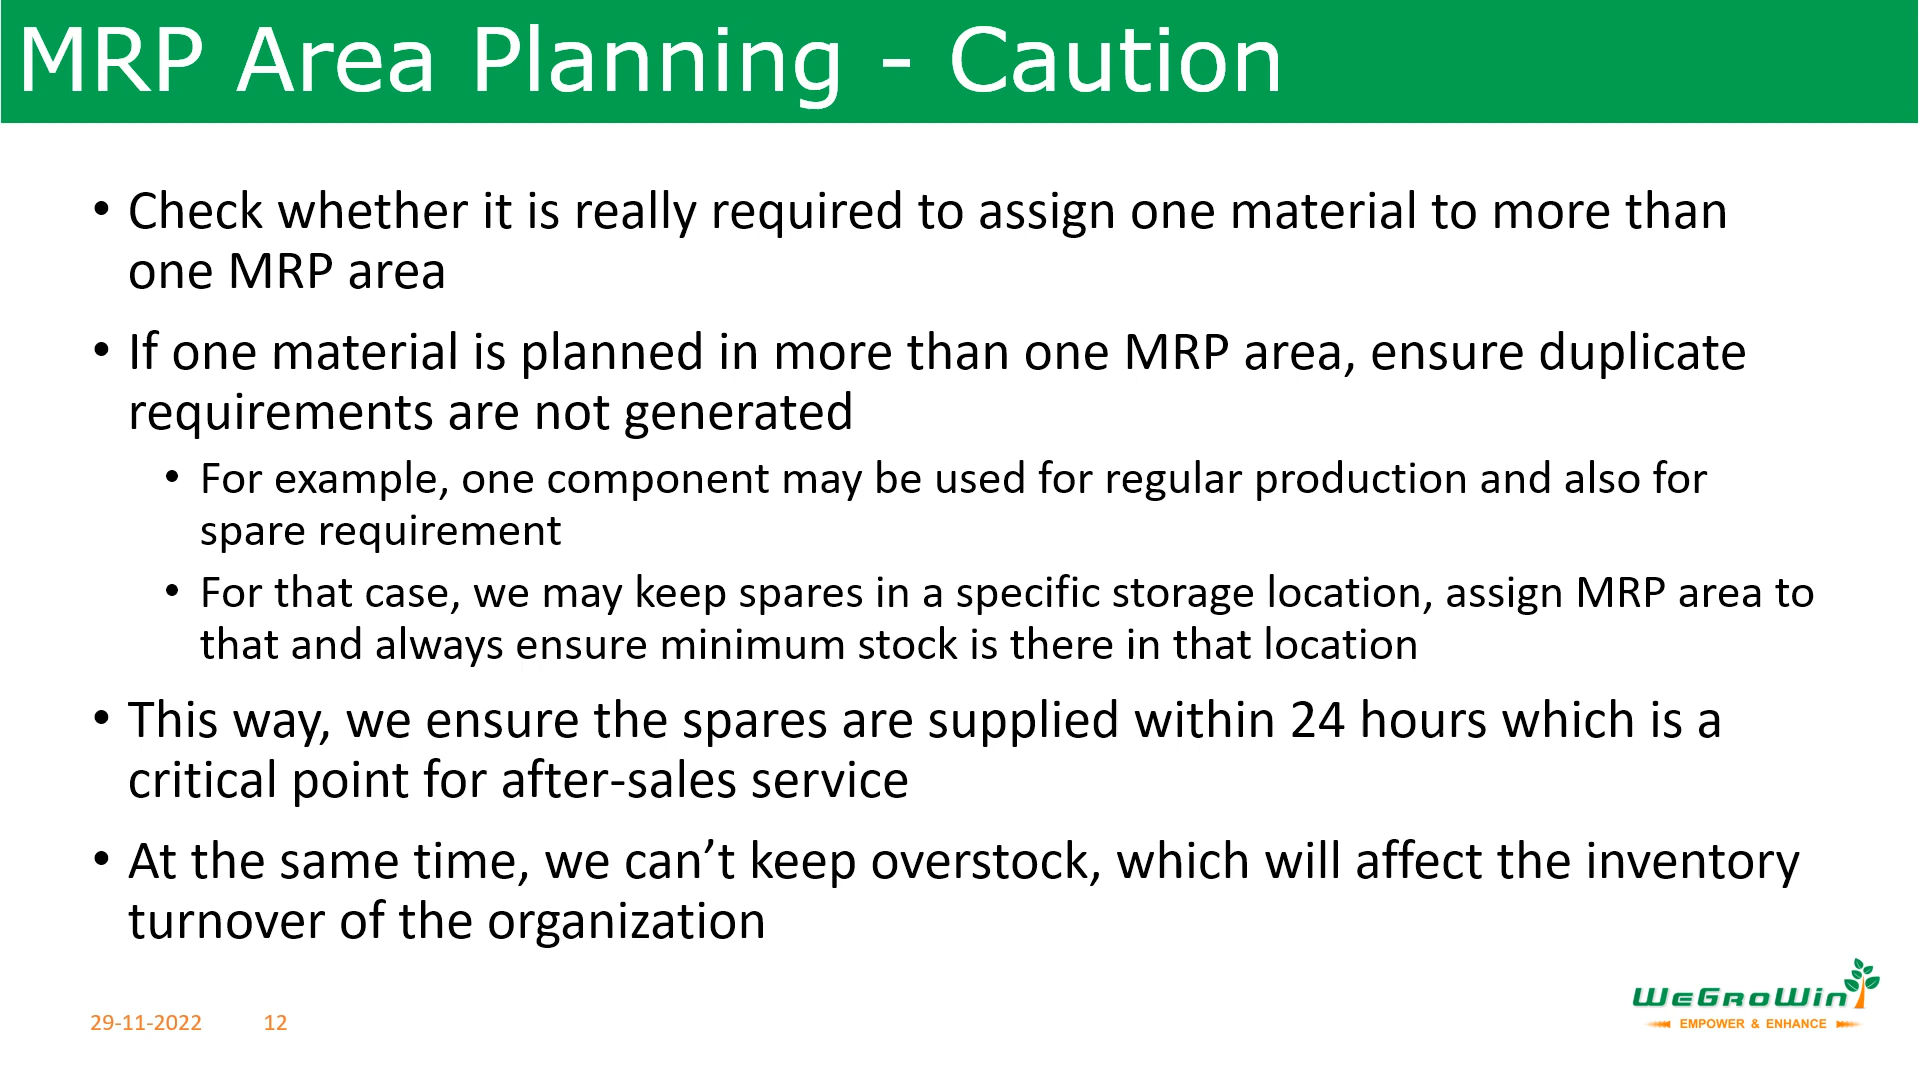 MRP Area Planning - Caution
• Check whether it is really required to assign one material to more than
one MRP area
• If one material is planned in more than one MRP area, ensure duplicate
requirements are not generated
• For example, one component may be used for regular production and also for
spare requirement
• For that case, we may keep spares in a specific storage location, assign MRP area to
that and always ensure minimum stock is there in that location
• This way, we ensure the spares are supplied within 24 hours which is a
critical point for after-sales service
• At the same time, we can’t keep overstock, which will affect the inventory
turnover of the organization
29-11-2022 12
WeGroWin
EMPOWER & ENHANCE